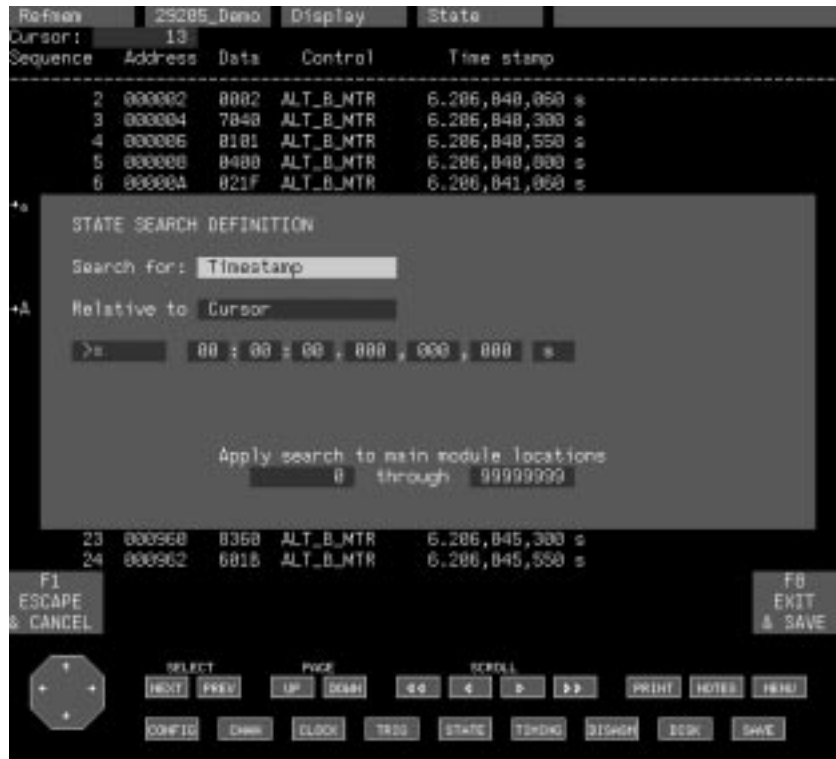 Refmem 29205_Demo Display State
Cursor: 13
Sequence Address Data Control Time stamp
2 000002 0002 ALT_B_MTR 6.206,840,060 s
3 000004 7040 ALT_B_MTR 6.206,840,300 s
4 000006 0101 ALT_B_MTR 6.206,840,550 s
5 000008 0400 ALT_B_MTR 6.206,840,800 s
6 00000A 021F ALT_B_MTR 6.206,841,060 s
STATE SEARCH DEFINITION
Search for: Timestamp
Relative to Cursor
>= 00 : 00 : 00 . 000 , 000 , 000 s
Apply search to main module locations
0 through 99999999
23 000960 8360 ALT_B_MTR 6.206,845,300 s
24 000962 601B ALT_B_MTR 6.206,845,550 s
F1 ESCAPE & CANCEL
F8 EXIT & SAVE
SELECT PAGE SCROLL
NEXT PREV UP DOWN PRINT NOTES MENU
CONFIG CHAN CLOCK TRIG STATE TIMING DISASM DISK SAVE